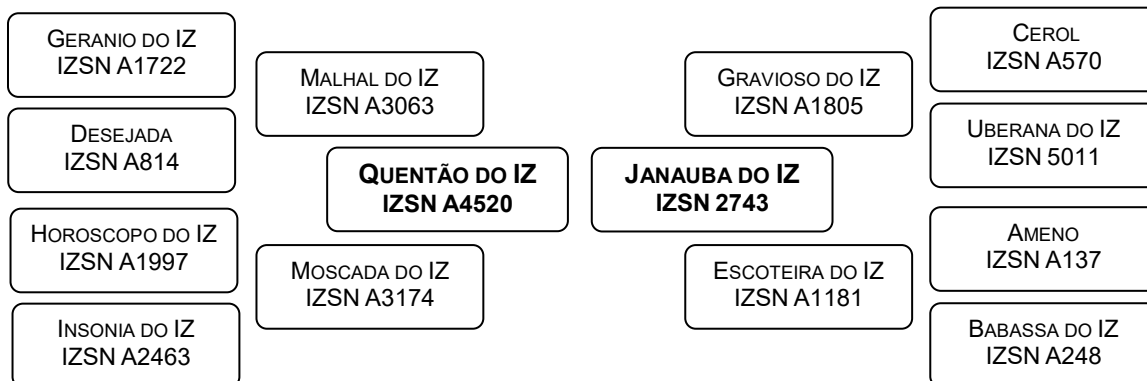 GERANIO DO IZ
IZSN A1722
DESEJADA
IZSN A814
HOROSCOPO DO IZ
IZSN A1997
INSONIA DO IZ
IZSN A2463
MALHAL DO IZ
IZSN A3063
MOSCADA DO IZ
IZSN A3174
QUENTÃO DO IZ
IZSN A4520
JANAUBA DO IZ
IZSN 2743
GRAVIOSO DO IZ
IZSN A1805
ESCOTEIRA DO IZ
IZSN A1181
CEROL
IZSN A570
UBERANA DO IZ
IZSN 5011
AMENO
IZSN A137
BABASSA DO IZ
IZSN A248